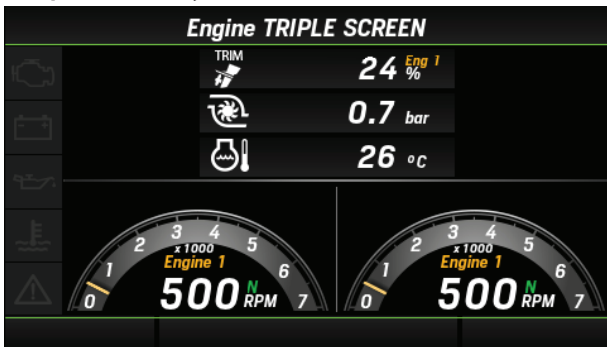 Engine TRIPLE SCREEN
TRIM
24 % Eng 1
0.7 bar
26 °C
0 1 2 3 4 5 6 7
x 1000
Engine 1
500 N RPM
0 1 2 3 4 5 6 7
x 1000
Engine 1
500 N RPM